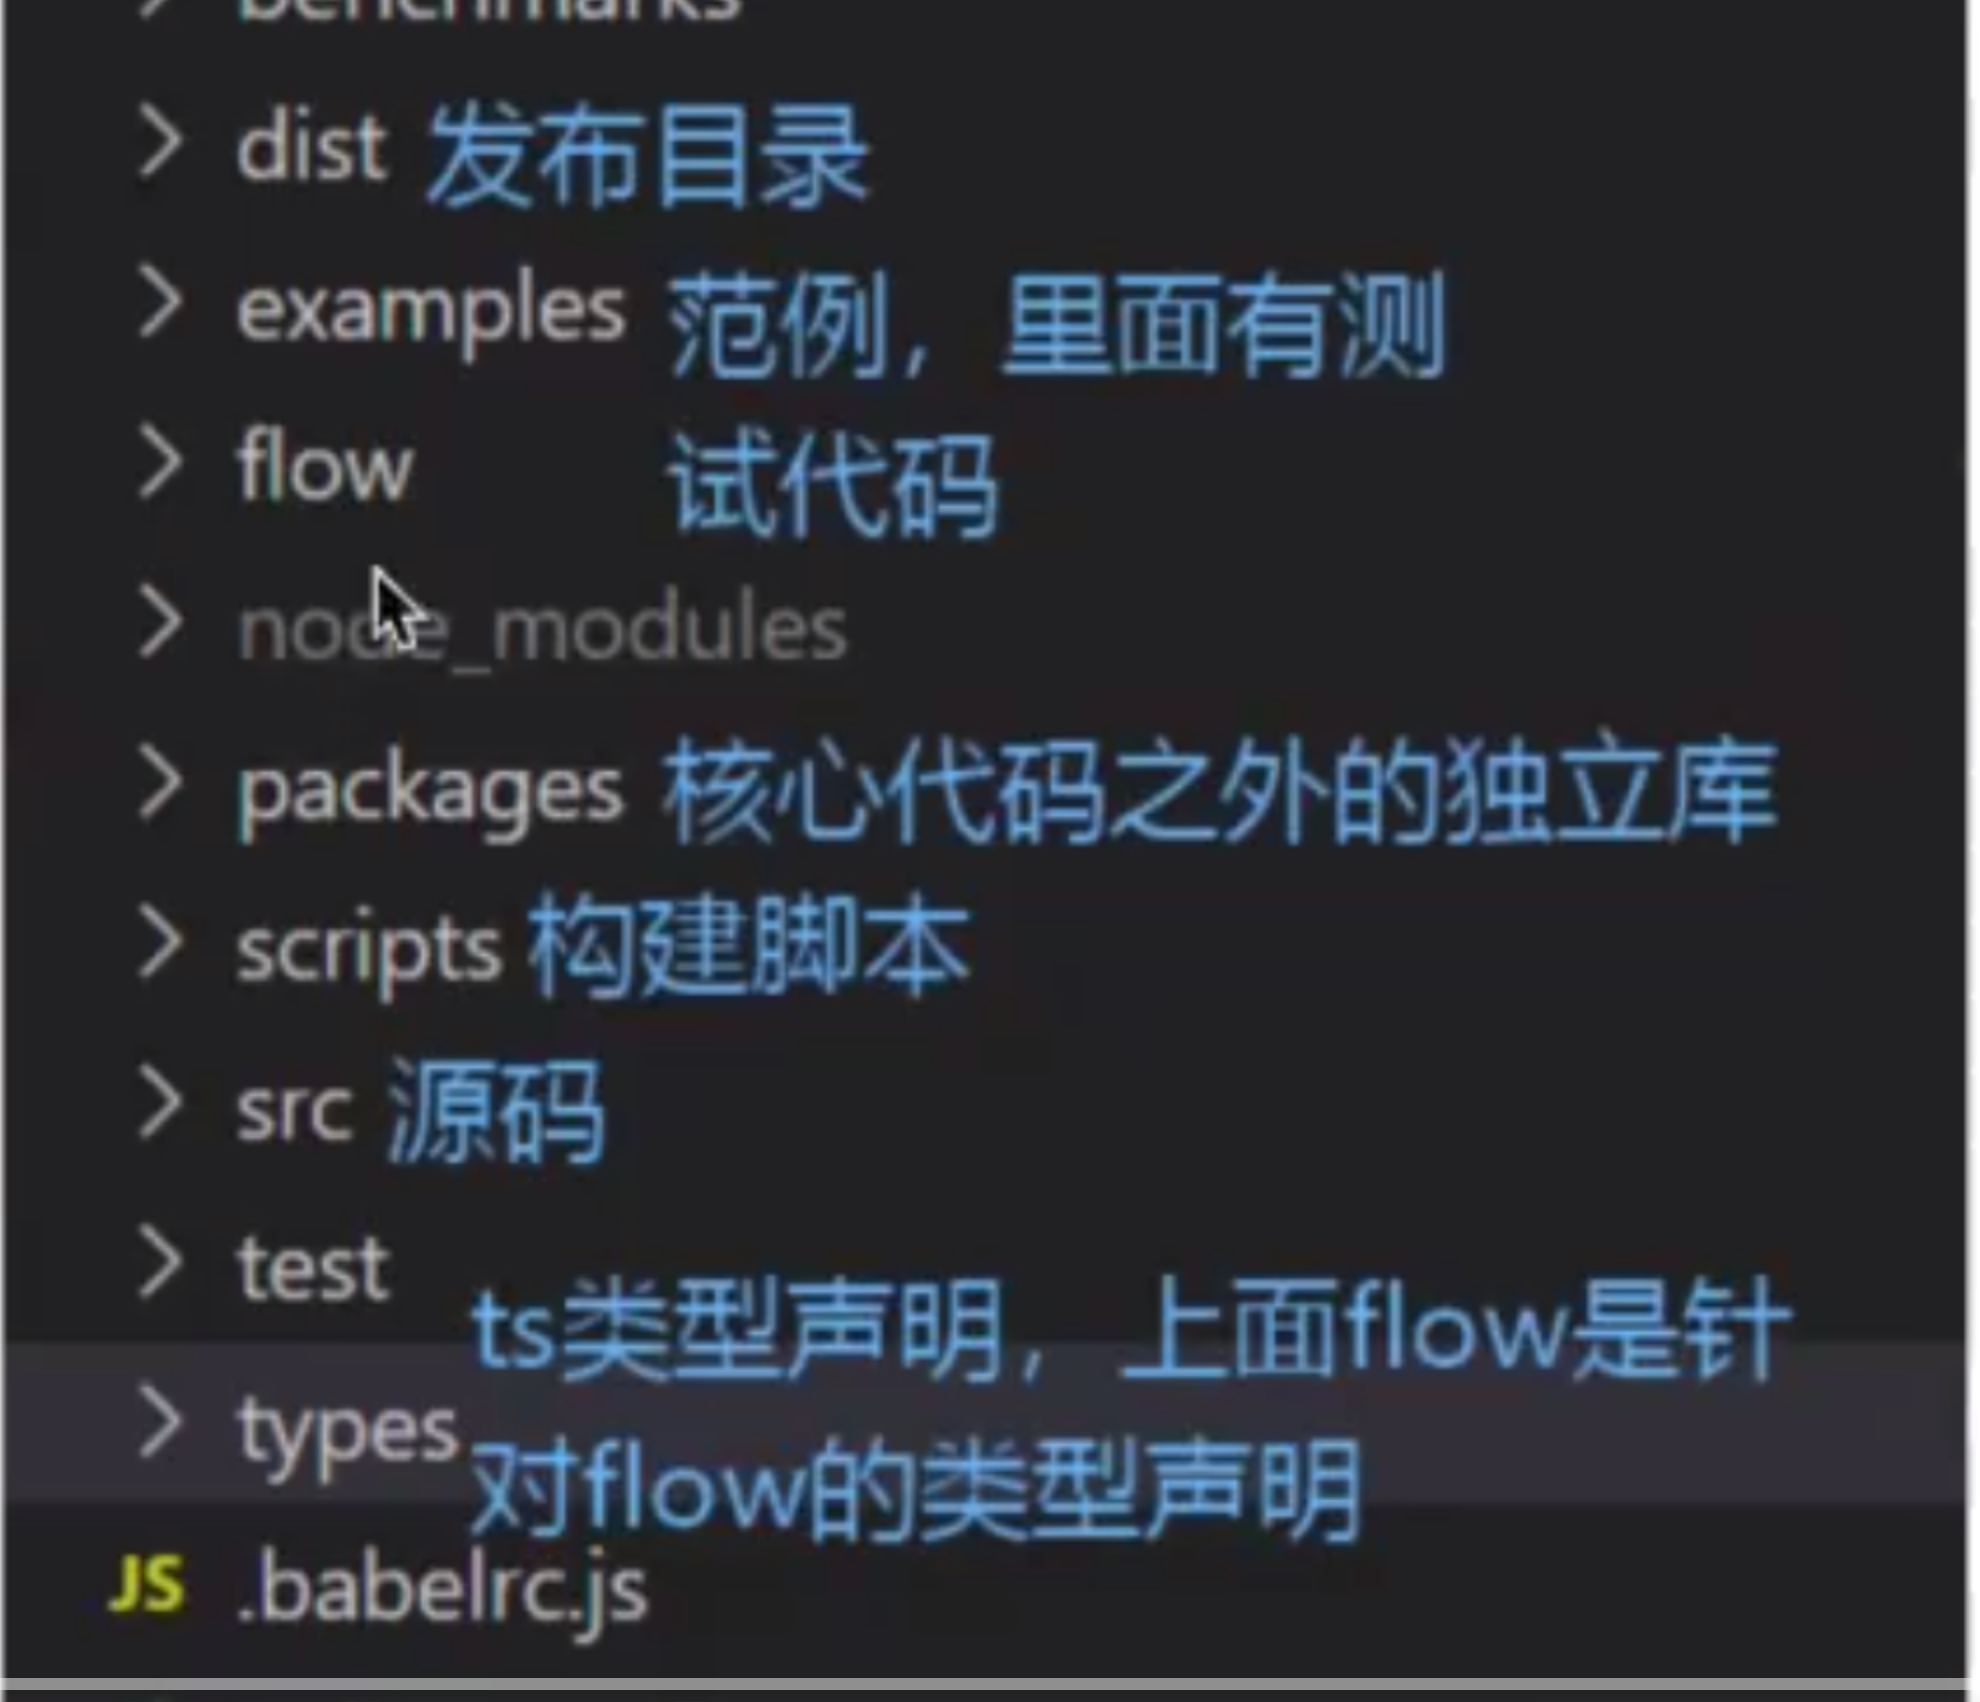 benchmarks
dist 发布目录
examples 范例，里面有测
flow 试代码
node_modules
packages 核心代码之外的独立库
scripts 构建脚本
src 源码
test
ts类型声明，上面flow是针
types 对flow的类型声明
JS .babelrc.js